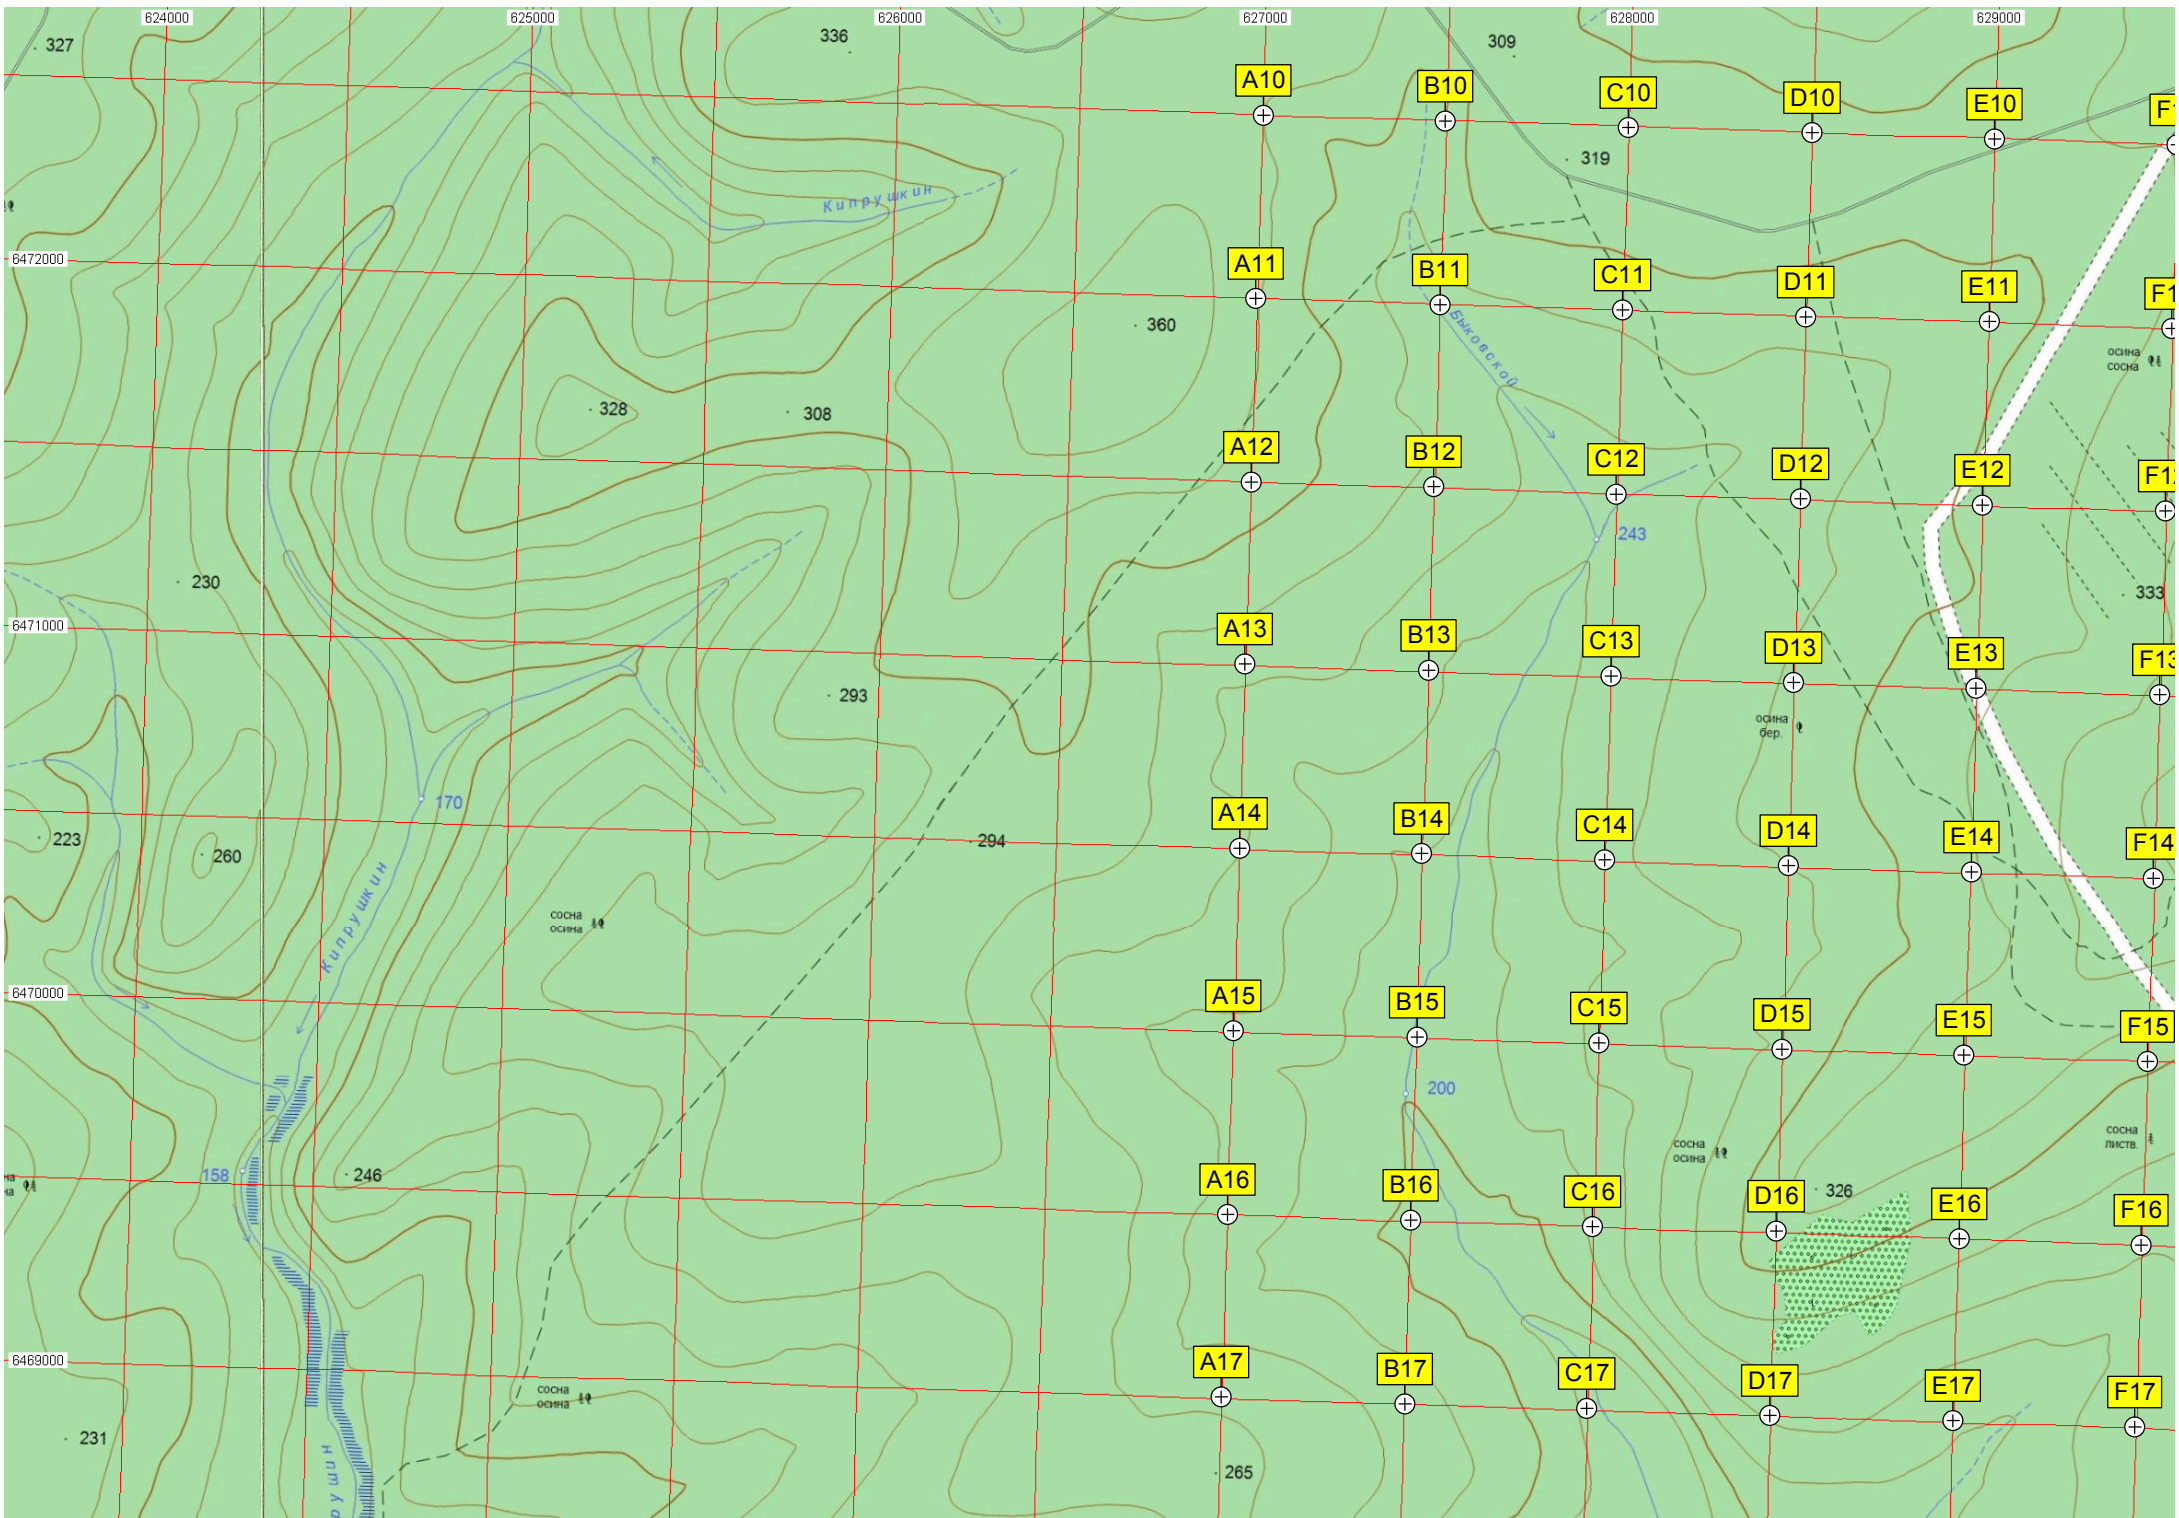 624000 625000 626000 627000 628000 629000
327 336 309
A10 B10 C10 D10 E10
319
Кипрушкин
6472000
A11 B11 C11 D11 E11
360
Быковской
осина
сосна
328 308
A12 B12 C12 D12 E12 F12
243
230
333
6471000
A13 B13 C13 D13 E13 F13
293
осина
бер.
170
223 260 294
A14 B14 C14 D14 E14 F14
Кипрушкин
сосна
осина
6470000
A15 B15 C15 D15 E15 F15
200
сосна
осина
сосна
листв.
158 246
A16 B16 C16 D16 326 E16 F16
6469000
A17 B17 C17 D17 E17 F17
сосна
осина
231
265